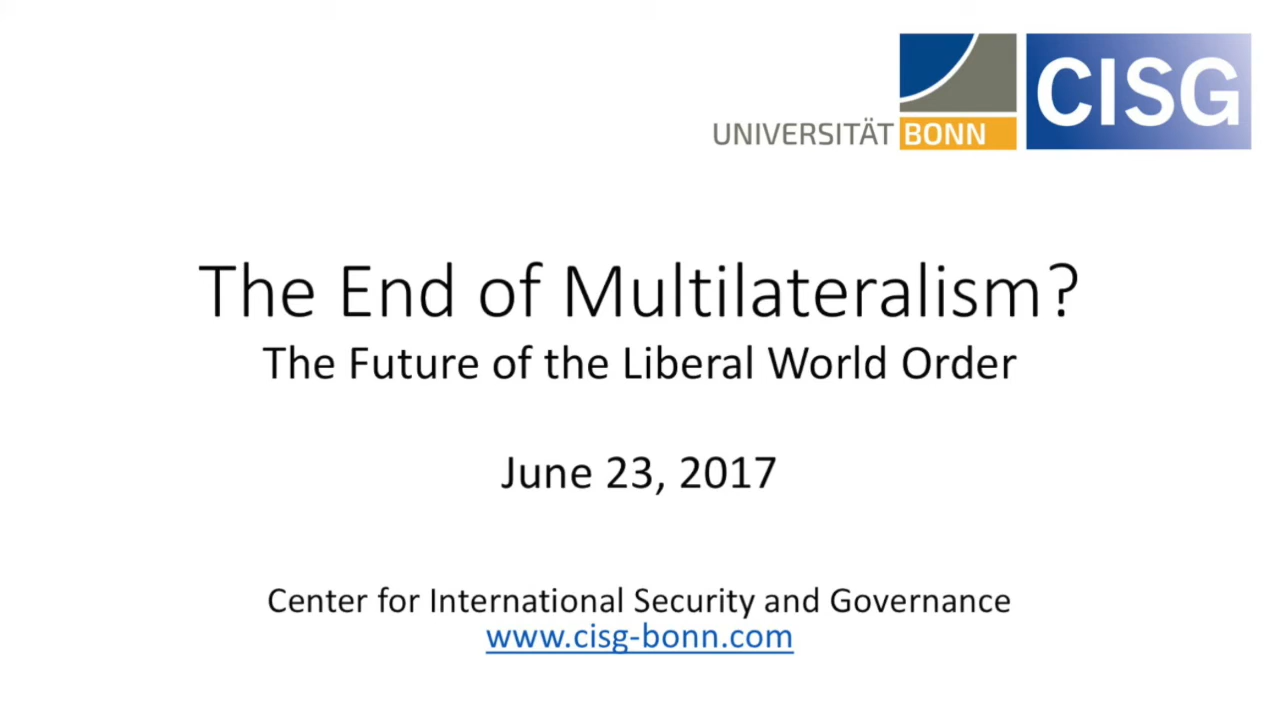 UNIVERSITÄT BONN
CISG
The End of Multilateralism?
The Future of the Liberal World Order
June 23, 2017
Center for International Security and Governance
www.cisg-bonn.com